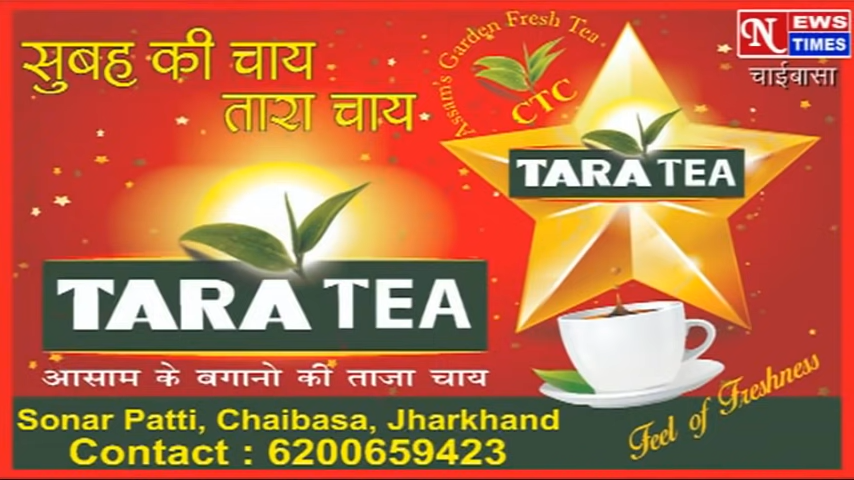 सुबह की चाय
तारा चाय
Assam's Garden Fresh Tea
CTC
NEWS
TIMES
चाईबासा
TARA TEA
TARA TEA
आसाम के बगानो की ताजा चाय
Feel of Freshness
Sonar Patti, Chaibasa, Jharkhand
Contact : 6200659423